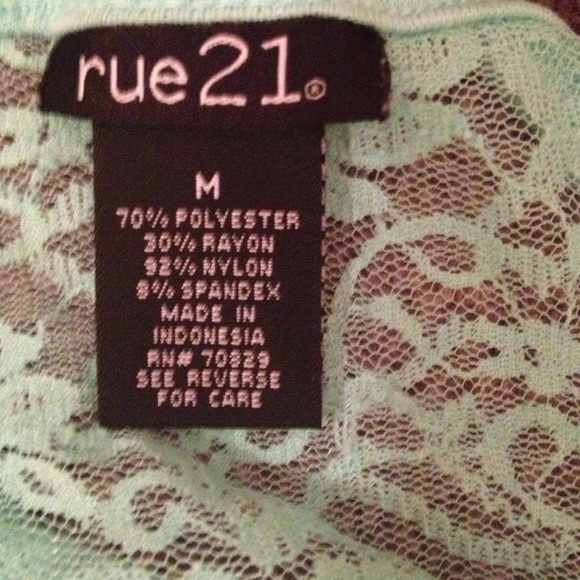 rue21®
M
70% POLYESTER
30% RAYON
92% NYLON
8% SPANDEX
MADE IN
INDONESIA
RN# 70829
SEE REVERSE
FOR CARE